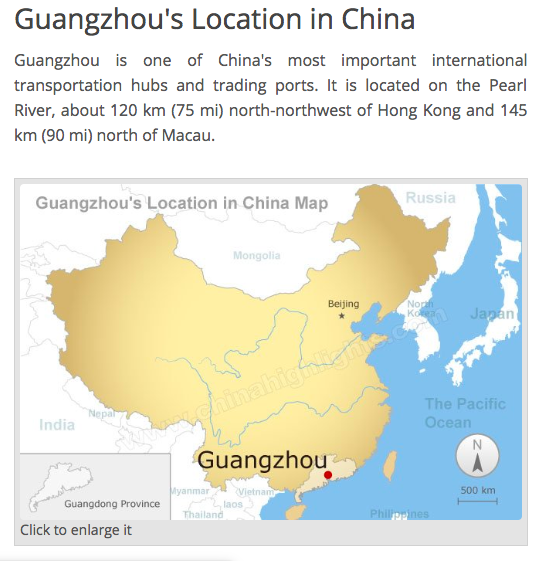 Guangzhou's Location in China
Guangzhou is one of China's most important international
transportation hubs and trading ports. It is located on the Pearl
River, about 120 km (75 mi) north-northwest of Hong Kong and 145
km (90 mi) north of Macau.
Guangzhou's Location in China Map
Russia
Mongolia
Beijing
North
Korea
Japan
www.chinahighlights.com
The Pacific
Ocean
Nepal
India
Guangzhou
N
500 km
Guangdong Province
Myanmar
Vietnam
laos
Thailand
Philippines
Click to enlarge it